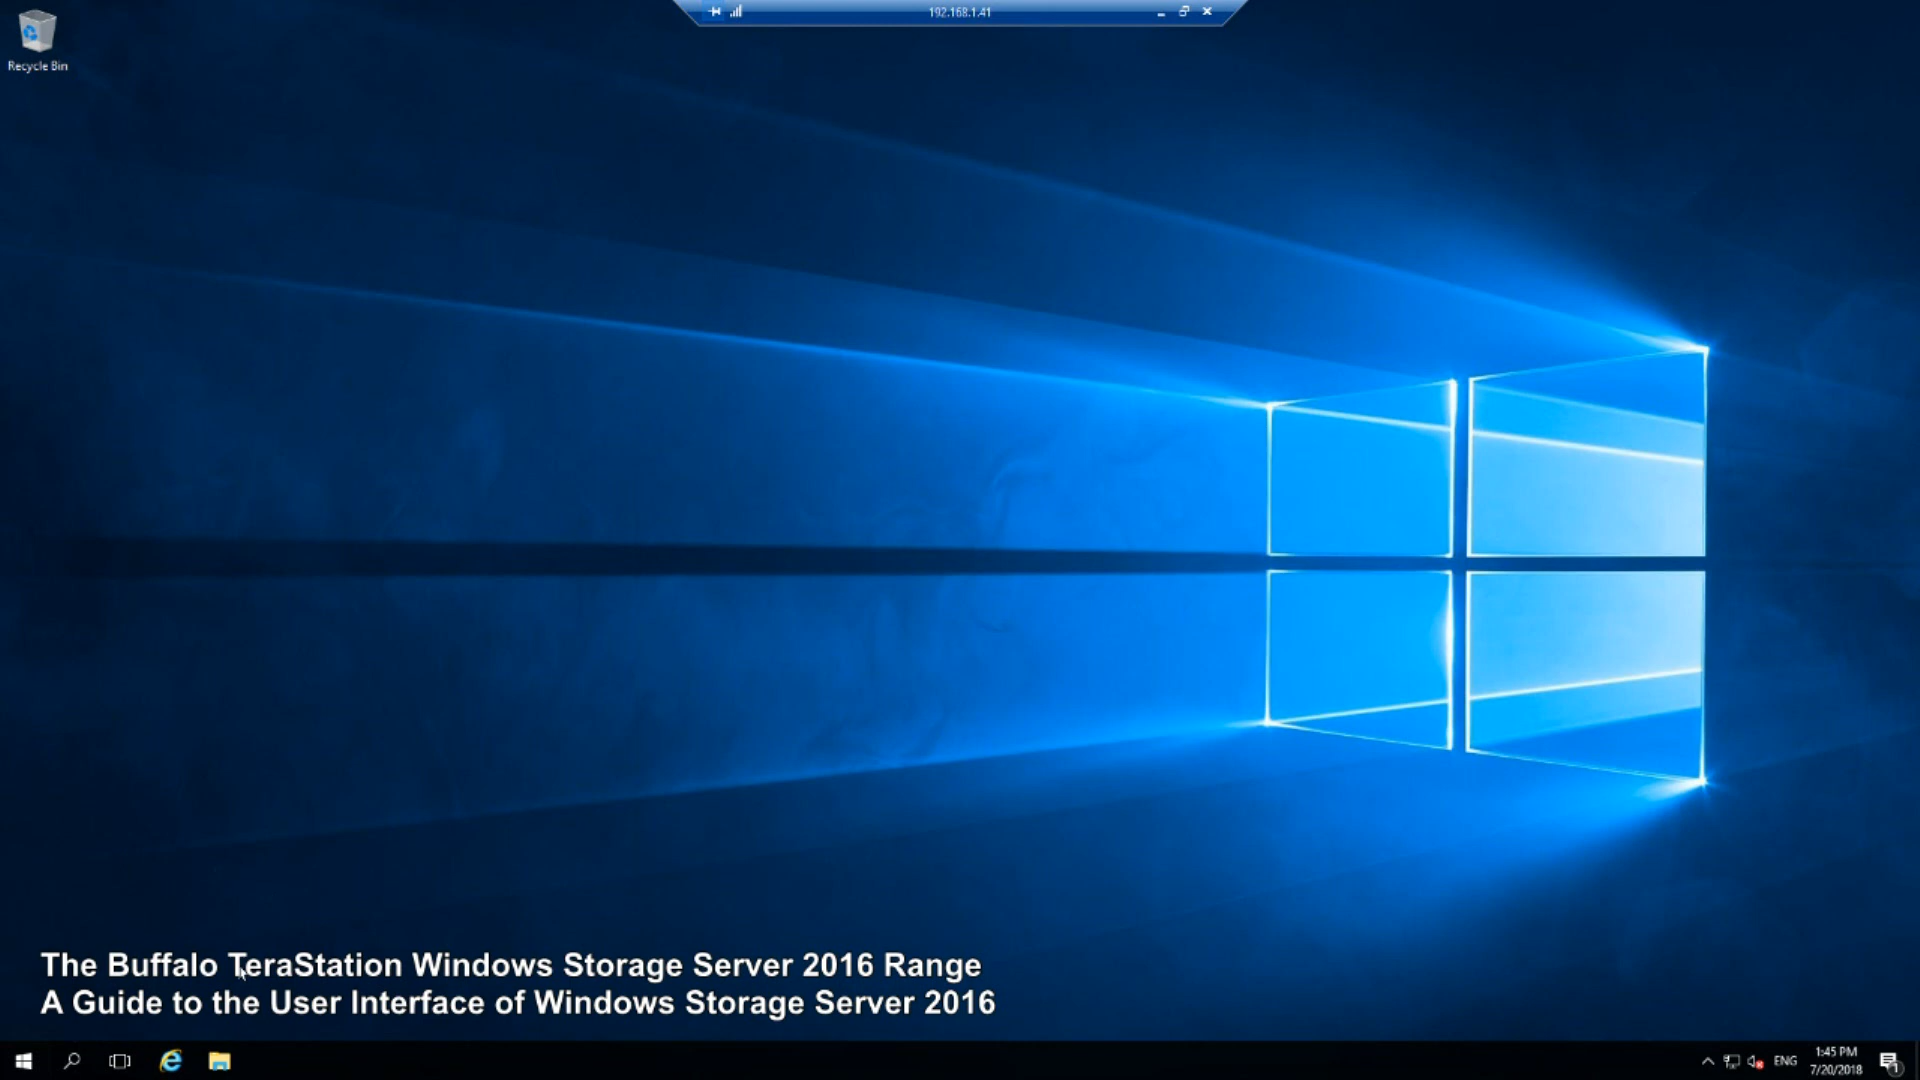 192.168.1.41
Recycle Bin
The Buffalo TeraStation Windows Storage Server 2016 Range
A Guide to the User Interface of Windows Storage Server 2016
ENG
1:45 PM
7/20/2018
1